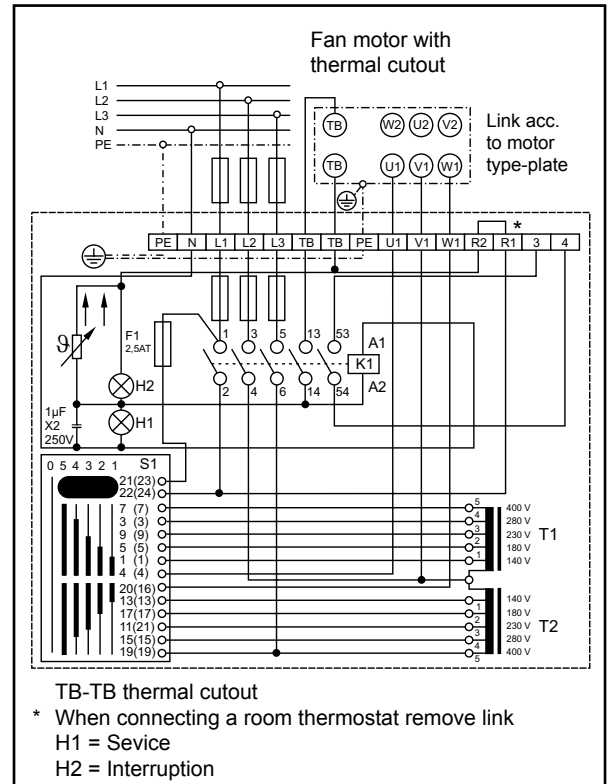 Fan motor with
thermal cutout
L1
L2
L3
N
PE
TB W2 U2 V2
TB U1 V1 W1
Link acc.
to motor
type-plate
*
PE N L1 L2 L3 TB TB PE U1 V1 W1 R2 R1 3 4
F1
2,5AT
1 3 5 13 53
2 4 6 14 54
A1
K1
A2
ϑ
H2
H1
1µF
X2
250V
0 5 4 3 2 1 S1
21(23)
22(24)
7 (7) 5 400 V
3 (3) 4 280 V
9 (9) 3 230 V T1
5 (5) 2 180 V
1 (1) 1 140 V
4 (4)
20(16)
13(13) 140 V
17(17) 1 180 V
11(21) 2 230 V T2
15(15) 3 280 V
19(19) 4 400 V
5
TB-TB thermal cutout
* When connecting a room thermostat remove link
H1 = Sevice
H2 = Interruption